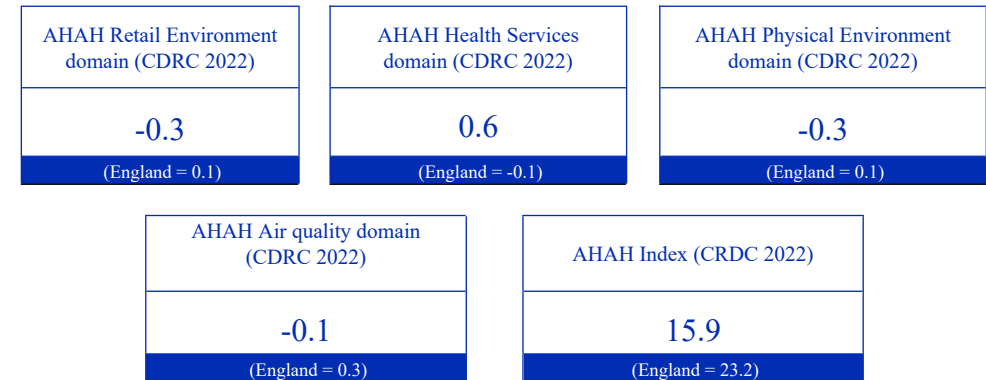 AHAH Retail Environment
domain (CDRC 2022)
-0.3
(England = 0.1)
AHAH Health Services
domain (CDRC 2022)
0.6
(England = -0.1)
AHAH Physical Environment
domain (CDRC 2022)
-0.3
(England = 0.1)
AHAH Air quality domain
(CDRC 2022)
-0.1
(England = 0.3)
AHAH Index (CRDC 2022)
15.9
(England = 23.2)